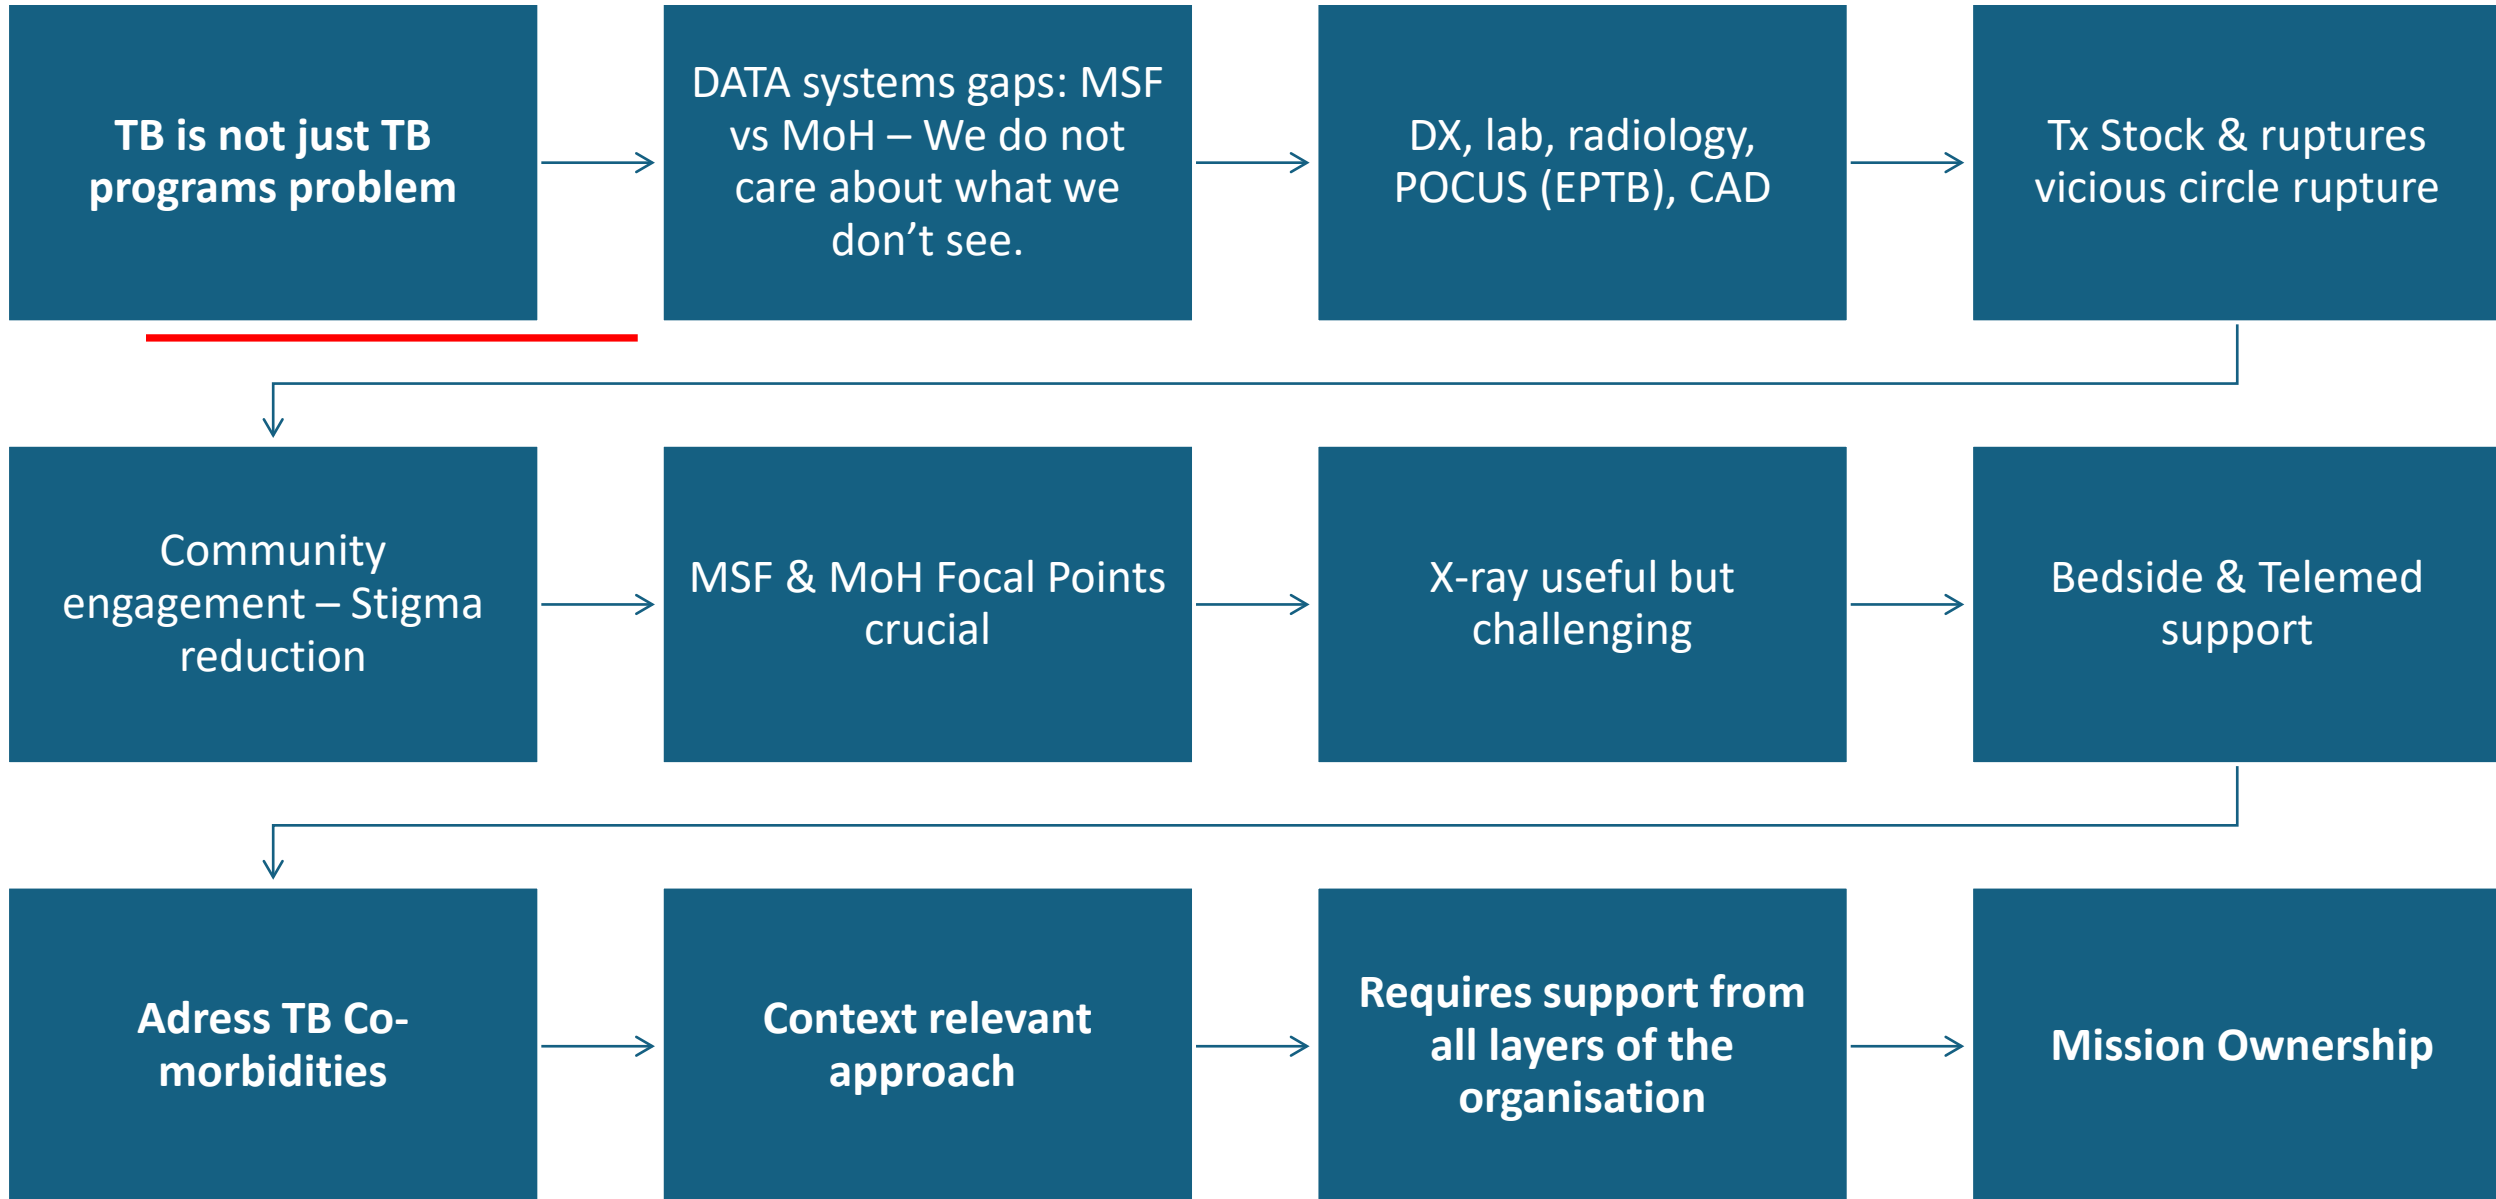 TB is not just TB
programs problem
DATA systems gaps: MSF
vs MoH – We do not
care about what we
don’t see.
DX, lab, radiology,
POCUS (EPTB), CAD
Tx Stock & ruptures
vicious circle rupture
Community
engagement – Stigma
reduction
MSF & MoH Focal Points
crucial
X-ray useful but
challenging
Bedside & Telemed
support
Adress TB Co-
morbidities
Context relevant
approach
Requires support from
all layers of the
organisation
Mission Ownership